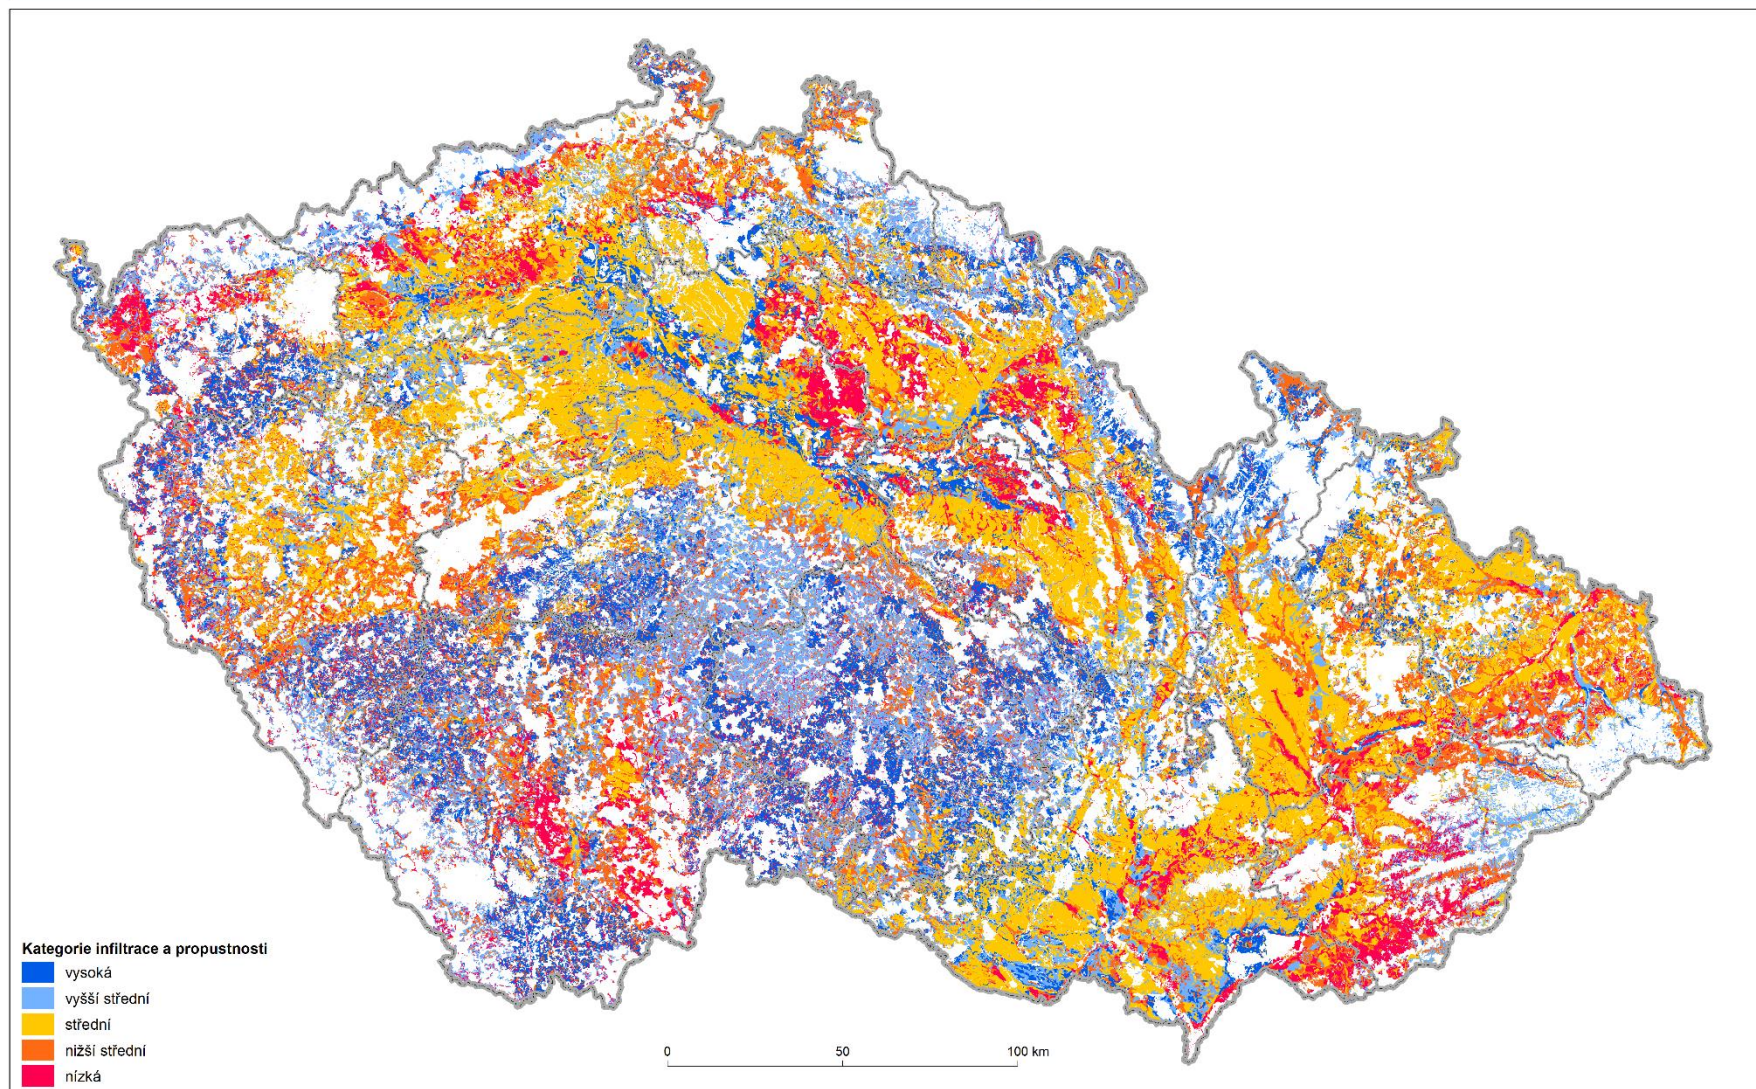 Kategorie infiltrace a propustnosti
vysoká
vyšší střední
střední
nižší střední
nízká
0 50 100 km